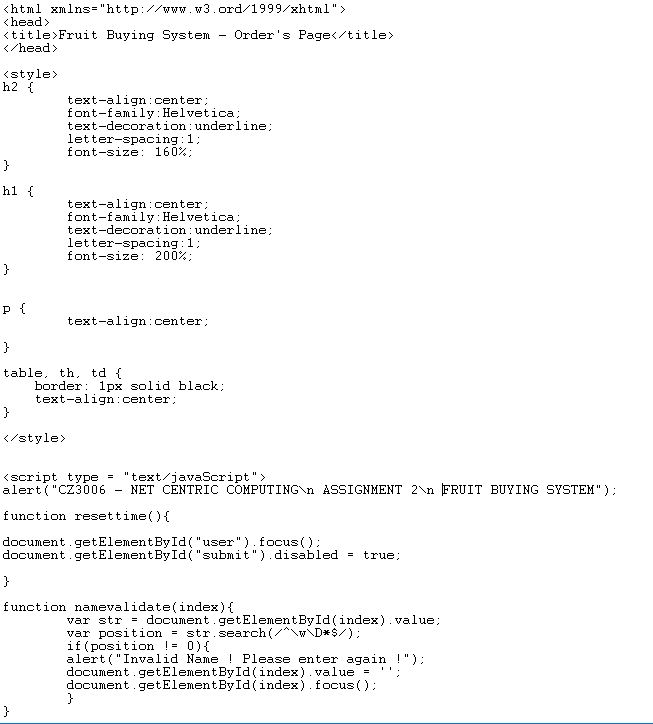 <html xmlns="http://www.w3.ord/1999/xhtml">
<head>
<title>Fruit Buying System - Order's Page</title>
</head>

<style>
h2 {
        text-align:center;
        font-family:Helvetica;
        text-decoration:underline;
        letter-spacing:1;
        font-size: 160%;
}

h1 {
        text-align:center;
        font-family:Helvetica;
        text-decoration:underline;
        letter-spacing:1;
        font-size: 200%;
}


p {
        text-align:center;

}

table, th, td {
    border: 1px solid black;
    text-align:center;
}

</style>


<script type = "text/javaScript">
alert("CZ3006 - NET CENTRIC COMPUTING\n ASSIGNMENT 2\n FRUIT BUYING SYSTEM");

function resettime(){

document.getElementById("user").focus();
document.getElementById("submit").disabled = true;

}

function namevalidate(index){
        var str = document.getElementById(index).value;
        var position = str.search(/^\w\D*$/);
        if(position != 0){
        alert("Invalid Name ! Please enter again !");
        document.getElementById(index).value = '';
        document.getElementById(index).focus();
        }
}